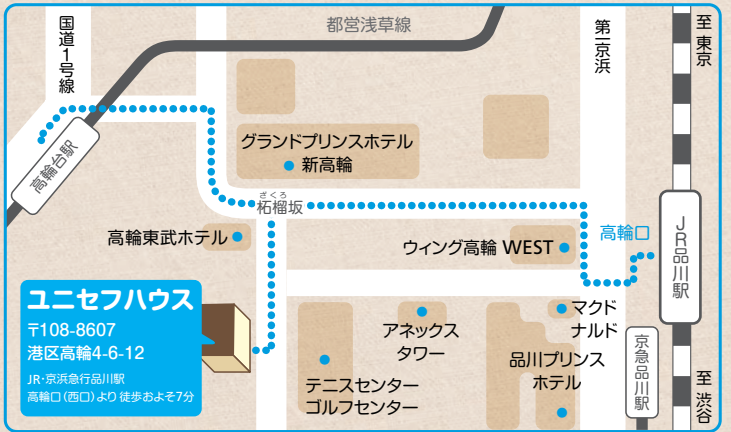 国道1号線
都営浅草線
第一京浜
至 東京
高輪台駅
グランドプリンスホテル
新高輪
ざくろ
柘榴坂
高輪東武ホテル
ウィング高輪 WEST
高輪口
JR品川駅
ユニセフハウス
〒108-8607
港区高輪4-6-12
JR・京浜急行品川駅
高輪口(西口)より徒歩およそ7分
アネックス
タワー
マクド
ナルド
テニスセンター
ゴルフセンター
品川プリンス
ホテル
京急品川駅
至 渋谷